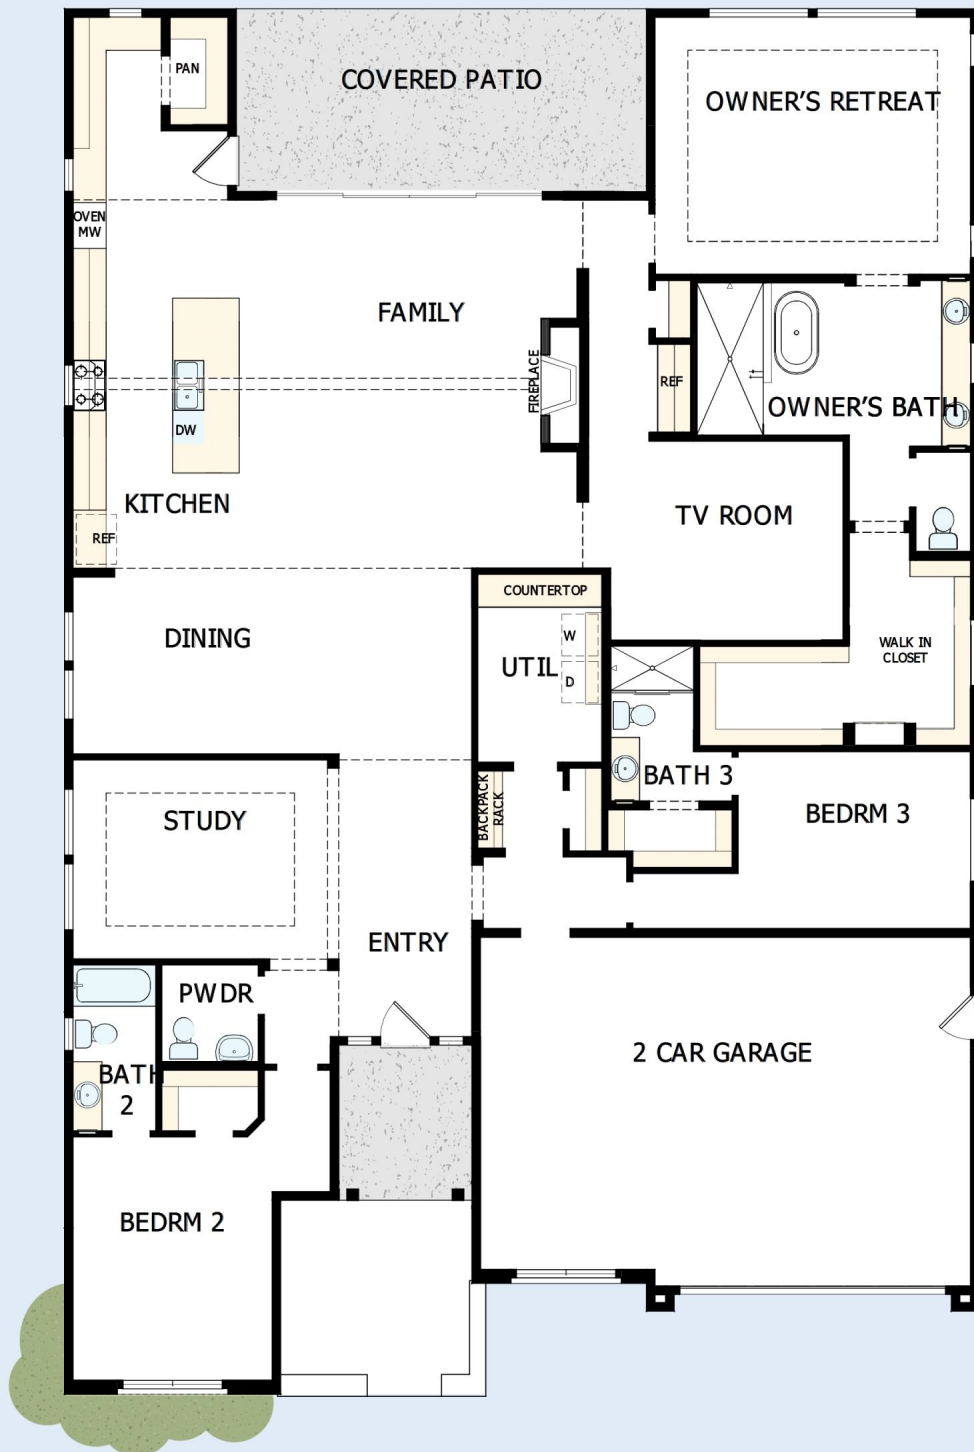 PAN
COVERED PATIO
OWNER'S RETREAT
OVEN
MW
FAMILY
FIREPLACE
REF
OWNER'S BATH
DW
KITCHEN
REF
TV ROOM
COUNTERTOP
W
UTIL
D
DINING
WALK IN
CLOSET
BATH 3
BACKPACK
RACK
BEDRM 3
STUDY
ENTRY
PWDR
2 CAR GARAGE
BATH
2
BEDRM 2